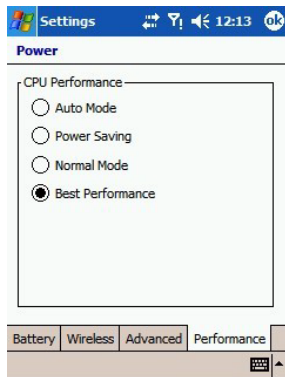 Settings 12:13 ok
Power
CPU Performance
Auto Mode
Power Saving
Normal Mode
Best Performance
Battery Wireless Advanced Performance